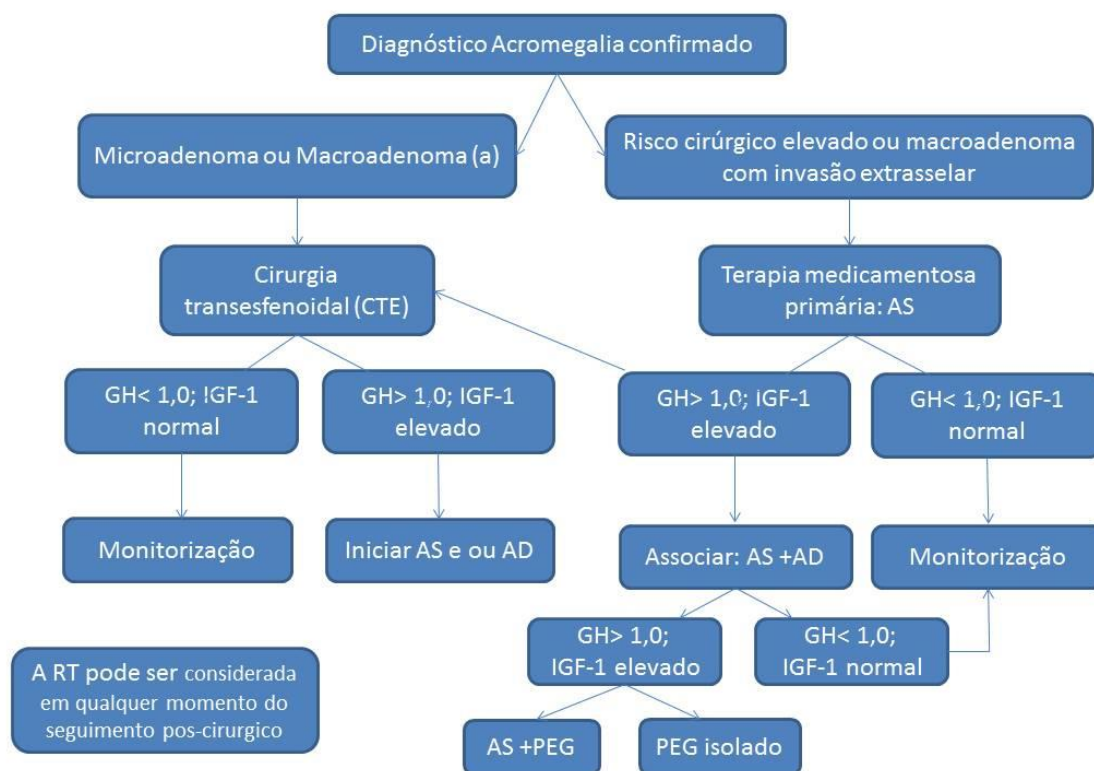 Diagnóstico Acromegalia confirmado
Microadenoma ou Macroadenoma (a)
Risco cirúrgico elevado ou macroadenoma
com invasão extrasselar
Cirurgia
transesfenoidal (CTE)
Terapia medicamentosa
primária: AS
GH< 1,0; IGF-1
normal
GH> 1,0; IGF-1
elevado
GH> 1,0; IGF-1
elevado
GH< 1,0; IGF-1
normal
Monitorização
Iniciar AS e ou AD
Associar: AS +AD
Monitorização
GH> 1,0;
IGF-1 elevado
GH< 1,0;
IGF-1 normal
A RT pode ser considerada
em qualquer momento do
seguimento pos-cirurgico
AS +PEG
PEG isolado